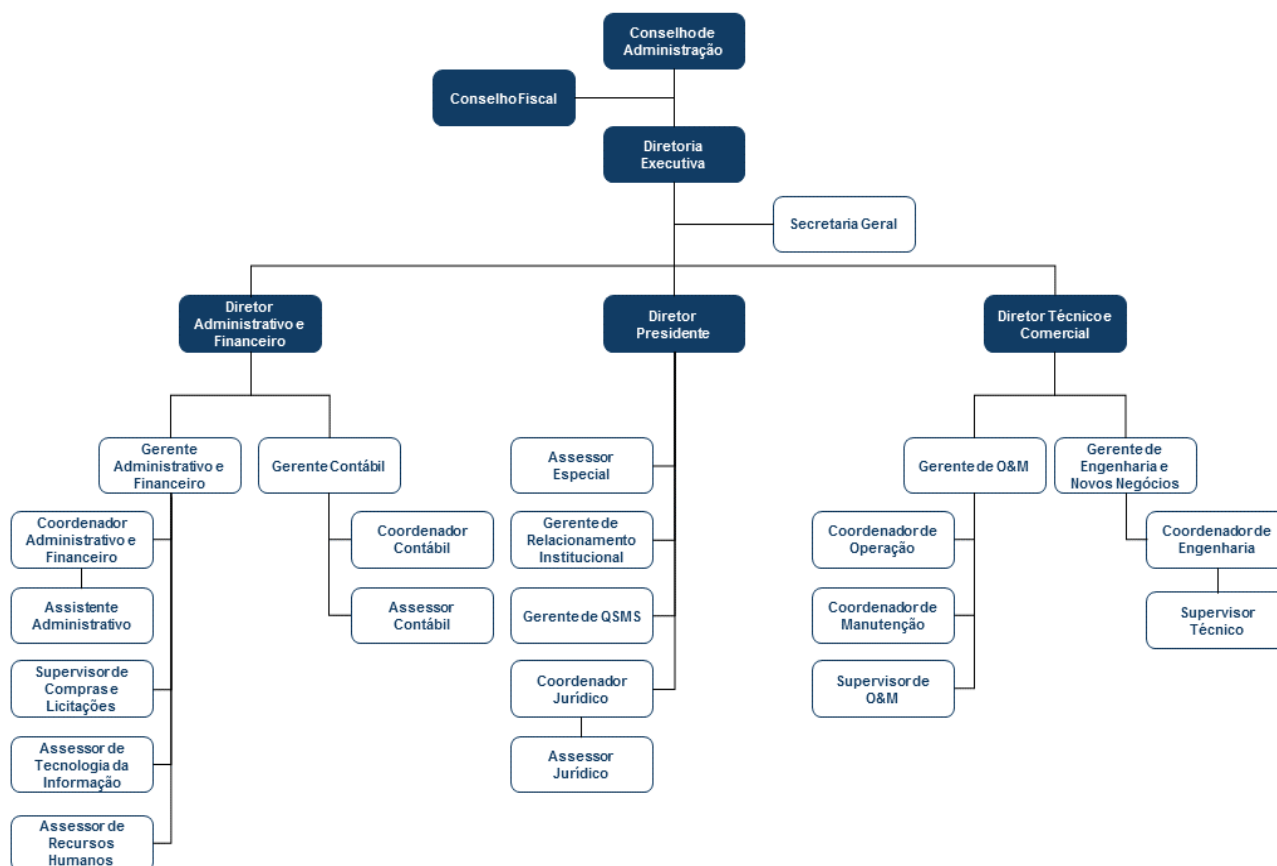 Conselho de
Administração
Conselho Fiscal
Diretoria
Executiva
Secretaria Geral
Diretor
Administrativo e
Financeiro
Diretor
Presidente
Diretor Técnico e
Comercial
Gerente
Administrativo e
Financeiro
Gerente Contábil
Assessor
Especial
Gerente de O&M
Gerente de
Engenharia e
Novos Negócios
Coordenador
Administrativo e
Financeiro
Coordenador
Contábil
Gerente de
Relacionamento
Institucional
Coordenador de
Operação
Coordenador de
Engenharia
Assistente
Administrativo
Assessor
Contábil
Gerente de QSMS
Coordenador de
Manutenção
Supervisor
Técnico
Supervisor de
Compras e
Licitações
Coordenador
Jurídico
Supervisor de
O&M
Assessor de
Tecnologia da
Informação
Assessor
Jurídico
Assessor de
Recursos
Humanos